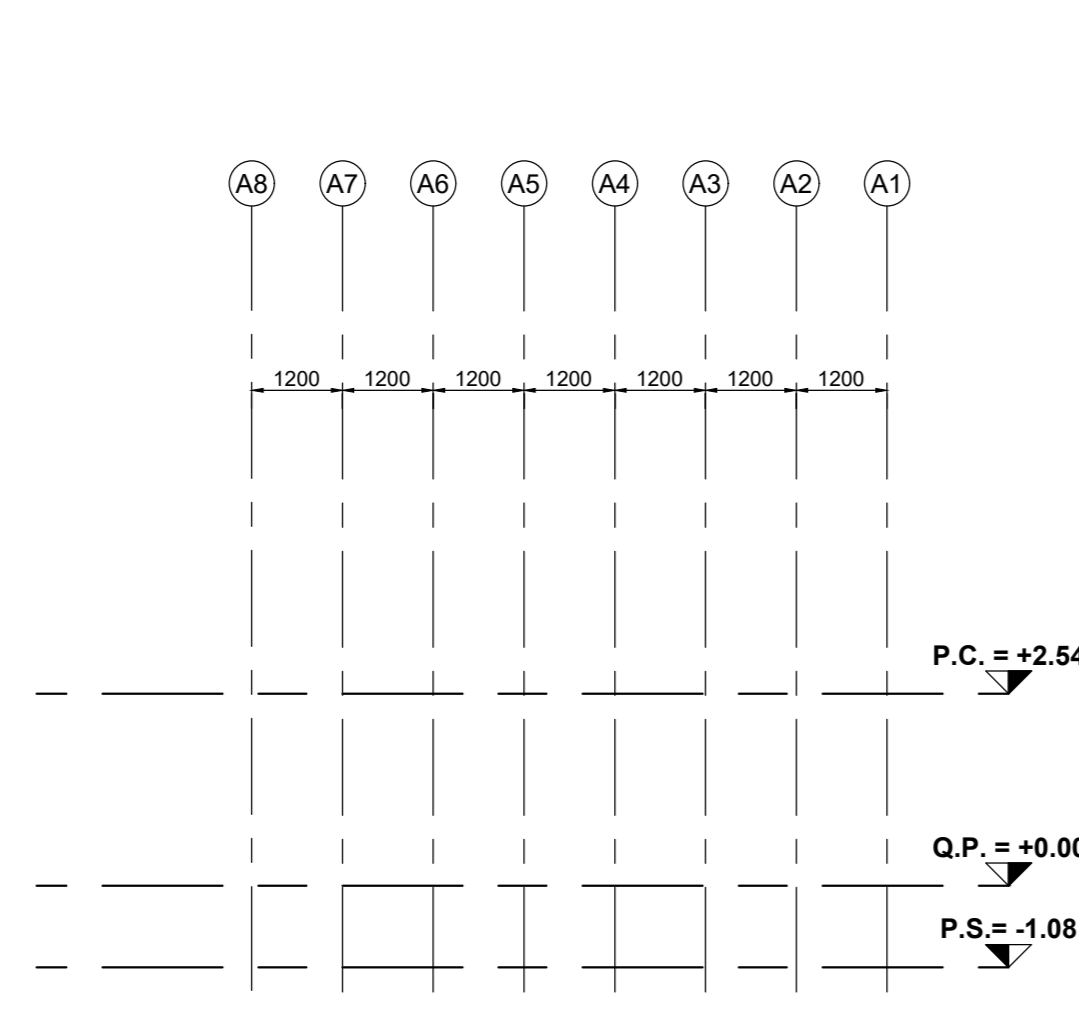 A8 A7 A6 A5 A4 A3 A2 A1
1200 1200 1200 1200 1200 1200 1200
P.C. = +2.54
Q.P. = +0.00
P.S.= -1.08